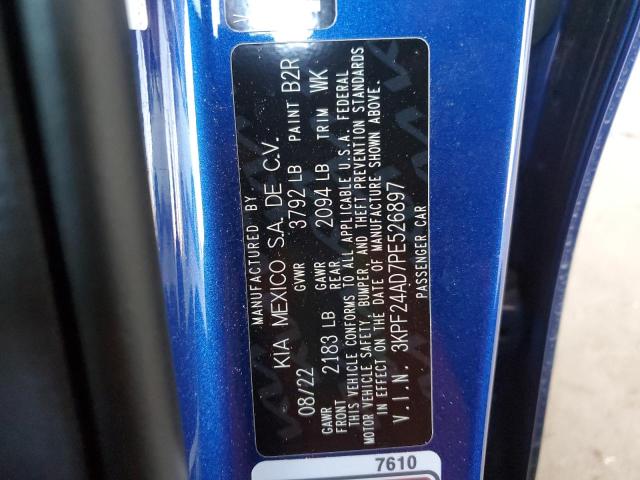 MANUFACTURED BY
KIA MEXICO S.A. DE C.V.
08/22 GVWR 3792 LB PAINT B2R
GAWR FRONT 2183 LB GAWR REAR 2094 LB TRIM WK
THIS VEHICLE CONFORMS TO ALL APPLICABLE U.S.A. FEDERAL
MOTOR VEHICLE SAFETY, BUMPER, AND THEFT PREVENTION STANDARDS
IN EFFECT ON THE DATE OF MANUFACTURE SHOWN ABOVE.
V.I.N. 3KPF24AD7PE526897
PASSENGER CAR
7610